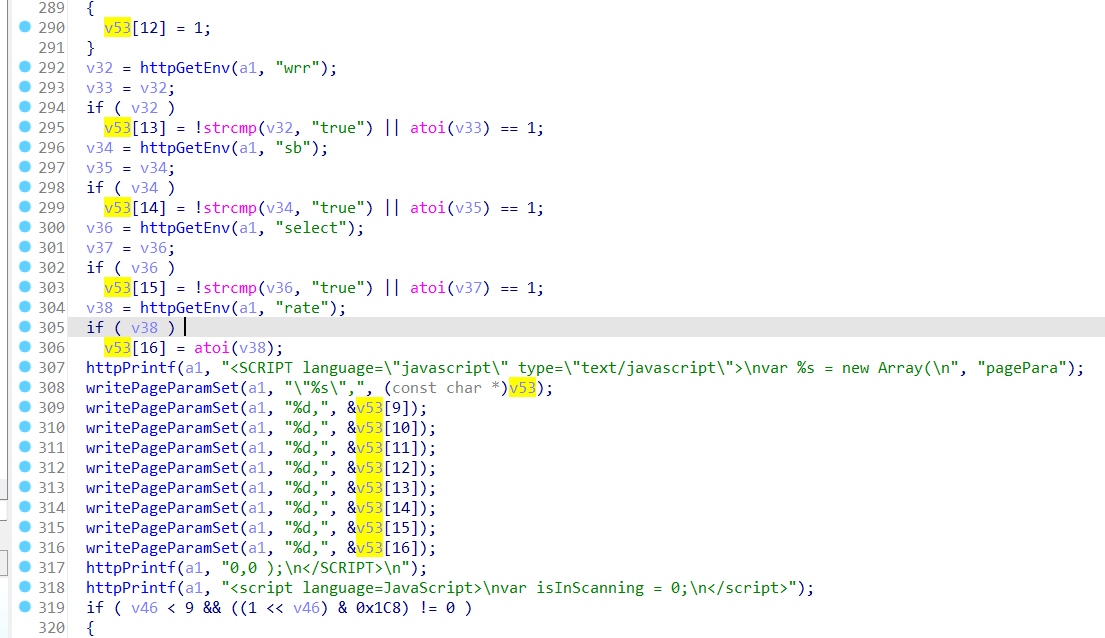 289 {
290 v53[12] = 1;
291 }
292 v32 = httpGetEnv(a1, "wrr");
293 v33 = v32;
294 if ( v32 )
295 v53[13] = !strcmp(v32, "true") || atoi(v33) == 1;
296 v34 = httpGetEnv(a1, "sb");
297 v35 = v34;
298 if ( v34 )
299 v53[14] = !strcmp(v34, "true") || atoi(v35) == 1;
300 v36 = httpGetEnv(a1, "select");
301 v37 = v36;
302 if ( v36 )
303 v53[15] = !strcmp(v36, "true") || atoi(v37) == 1;
304 v38 = httpGetEnv(a1, "rate");
305 if ( v38 )
306 v53[16] = atoi(v38);
307 httpPrintf(a1, "<SCRIPT language=\"javascript\" type=\"text/javascript\">\nvar %s = new Array(\n", "pagePara");
308 writePageParamSet(a1, "\"%s\",", (const char *)v53);
309 writePageParamSet(a1, "%d,", &v53[9]);
310 writePageParamSet(a1, "%d,", &v53[10]);
311 writePageParamSet(a1, "%d,", &v53[11]);
312 writePageParamSet(a1, "%d,", &v53[12]);
313 writePageParamSet(a1, "%d,", &v53[13]);
314 writePageParamSet(a1, "%d,", &v53[14]);
315 writePageParamSet(a1, "%d,", &v53[15]);
316 writePageParamSet(a1, "%d,", &v53[16]);
317 httpPrintf(a1, "0,0 );\n</SCRIPT>\n");
318 httpPrintf(a1, "<script language=JavaScript>\nvar isInScanning = 0;\n</script>");
319 if ( v46 < 9 && ((1 << v46) & 0x1C8) != 0 )
320 {